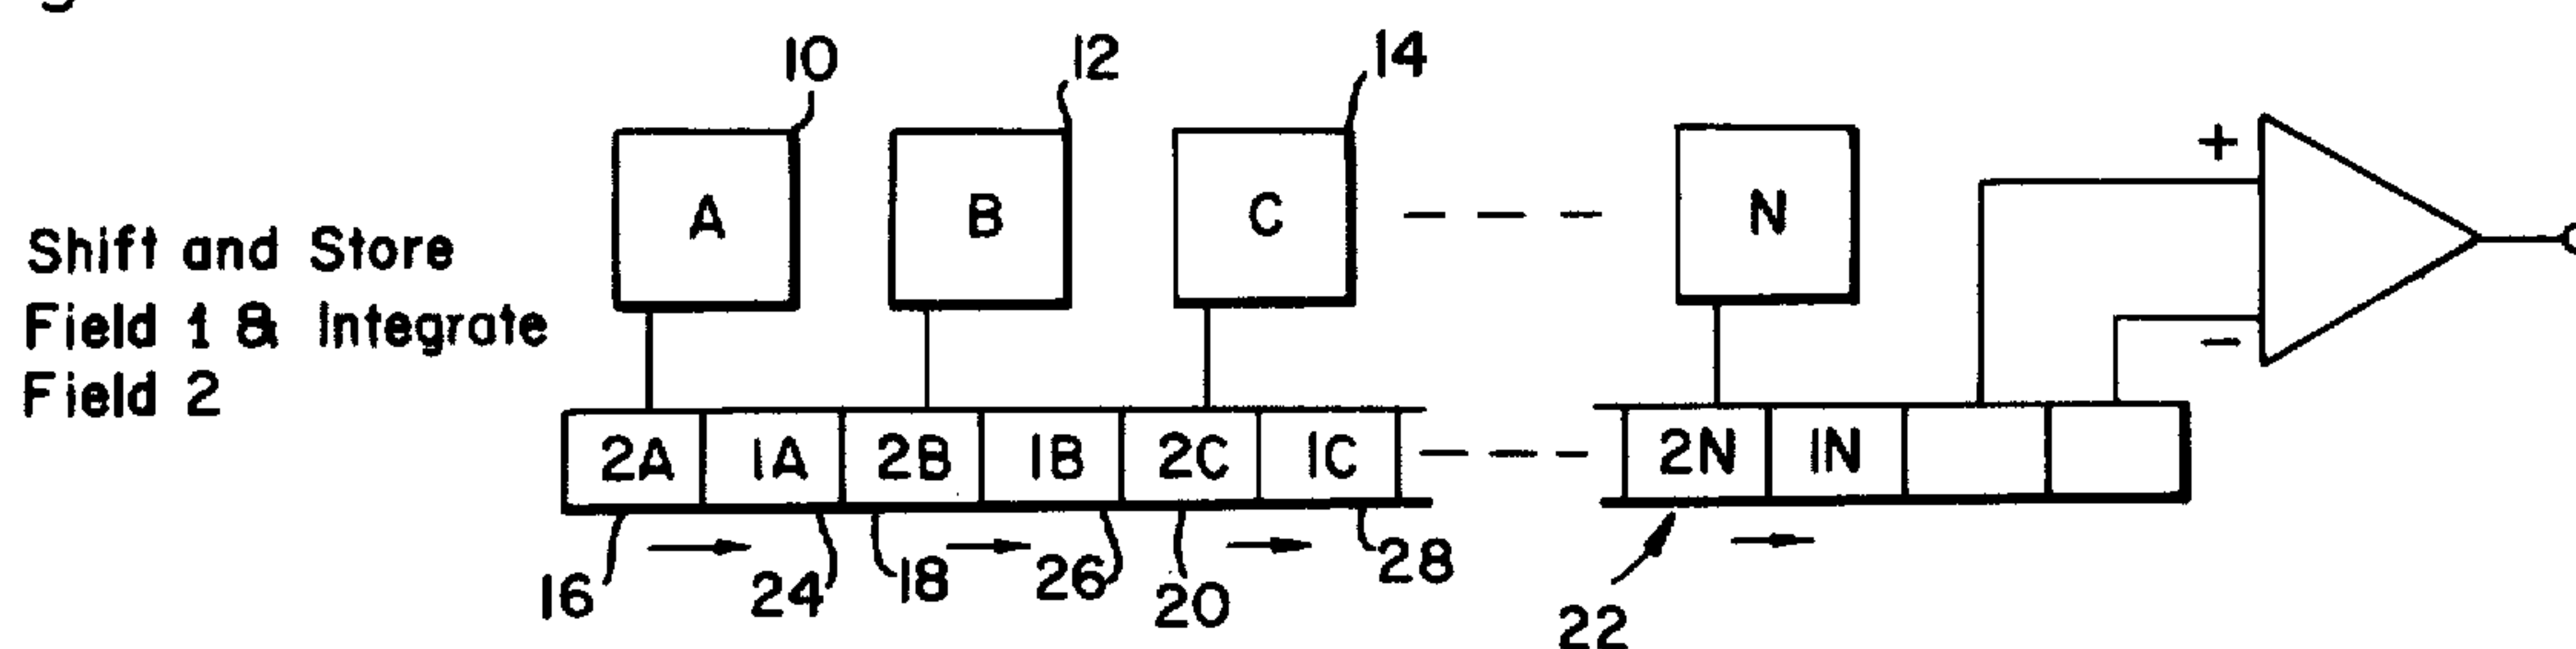 10 12 14
A B C N
+
−
Shift and Store
Field 1 & Integrate
Field 2
2A 1A 2B 1B 2C 1C 2N 1N
16 24 18 26 20 28 22